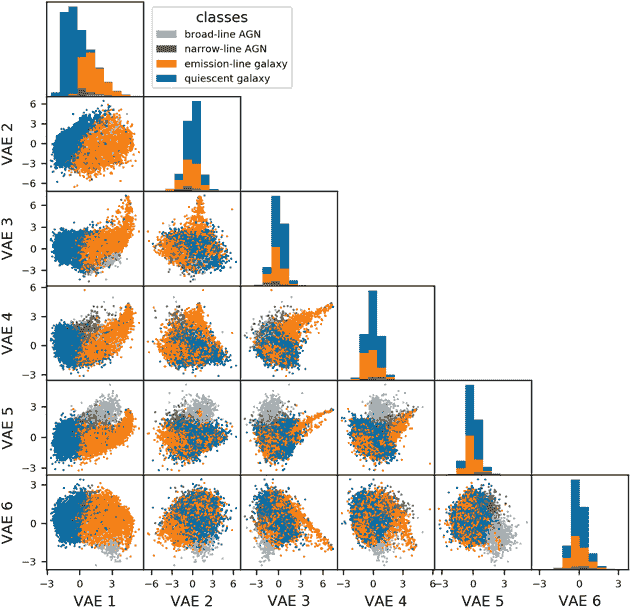 classes
broad-line AGN
narrow-line AGN
emission-line galaxy
quiescent galaxy
VAE 2
6
3
0
−3
−6
VAE 3
6
3
0
−3
VAE 4
6
3
0
−3
VAE 5
3
0
−3
VAE 6
3
0
−3
−3 0 3 −6 −3 0 3 6 −3 0 3 6 −3 0 3 6 −3 0 3 −3 0 3
VAE 1 VAE 2 VAE 3 VAE 4 VAE 5 VAE 6